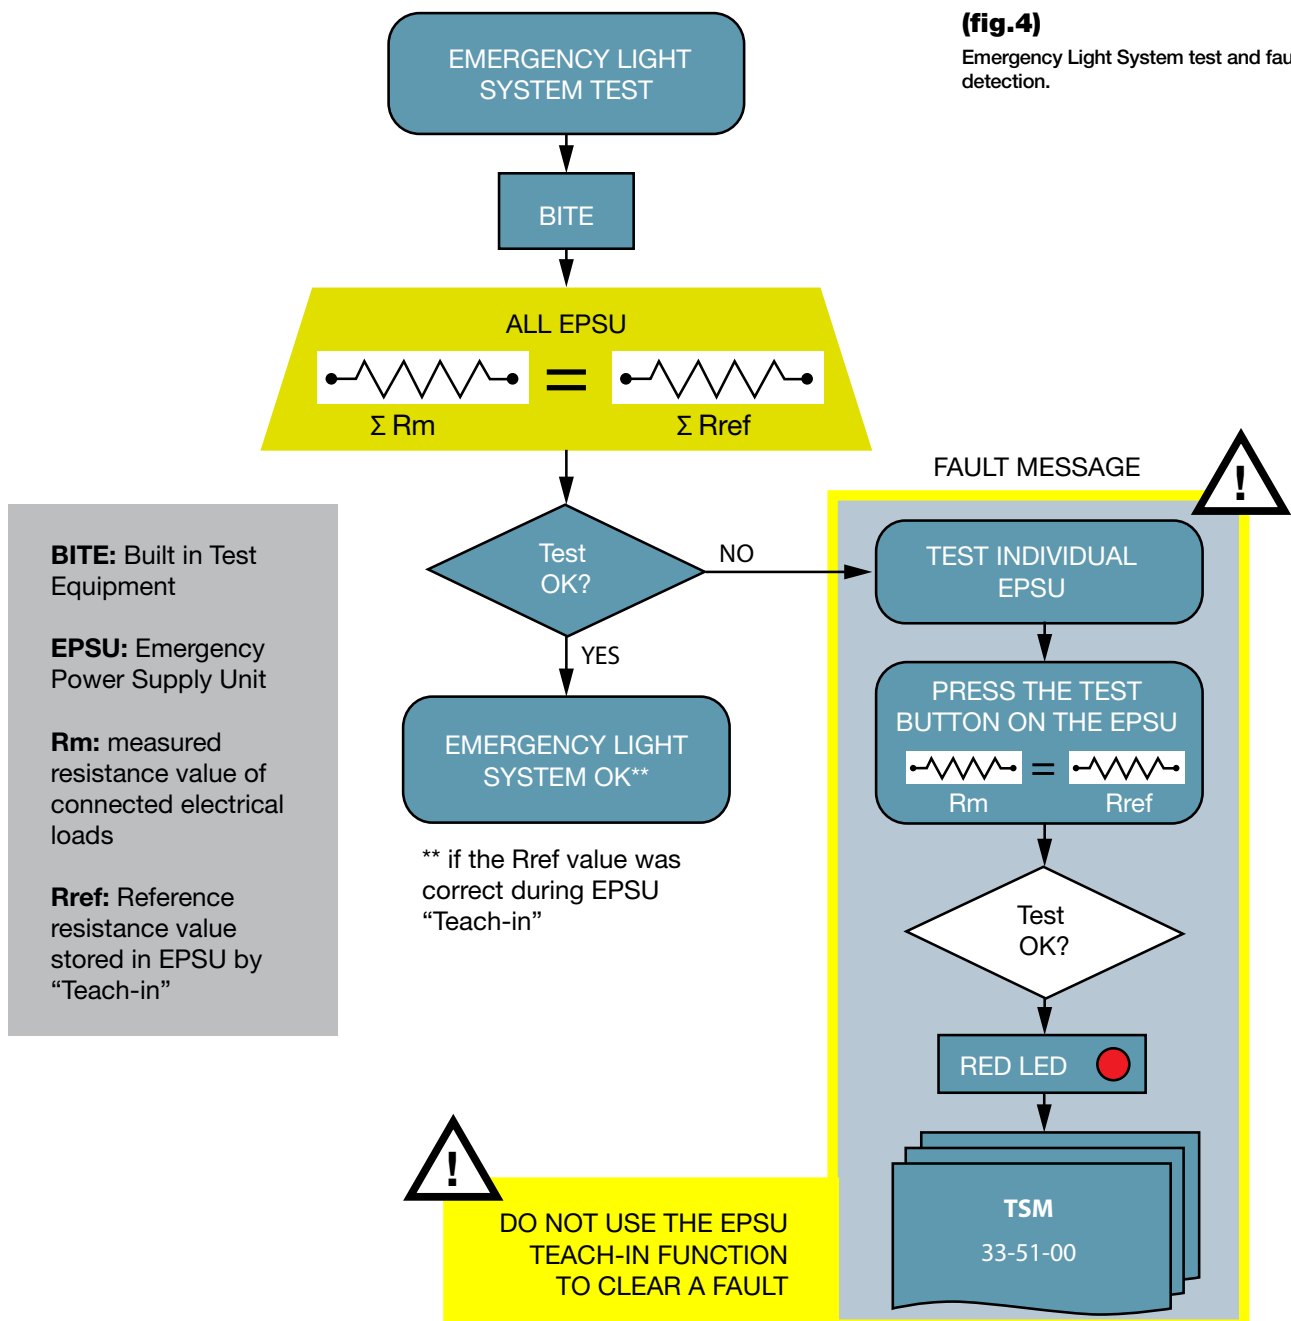 (fig.4)
Emergency Light System test and
detection.
EMERGENCY LIGHT
SYSTEM TEST
BITE
ALL EPSU
=
Σ Rm
Σ Rref
FAULT MESSAGE
!
Test
OK?
NO
YES
EMERGENCY LIGHT
SYSTEM OK**
** if the Rref value was
correct during EPSU
“Teach-in”
BITE: Built in Test
Equipment
EPSU: Emergency
Power Supply Unit
Rm: measured
resistance value of
connected electrical
loads
Rref: Reference
resistance value
stored in EPSU by
“Teach-in”
TEST INDIVIDUAL
EPSU
PRESS THE TEST
BUTTON ON THE EPSU
=
Rm
Rref
Test
OK?
RED LED
TSM
33-51-00
!
DO NOT USE THE EPSU
TEACH-IN FUNCTION
TO CLEAR A FAULT